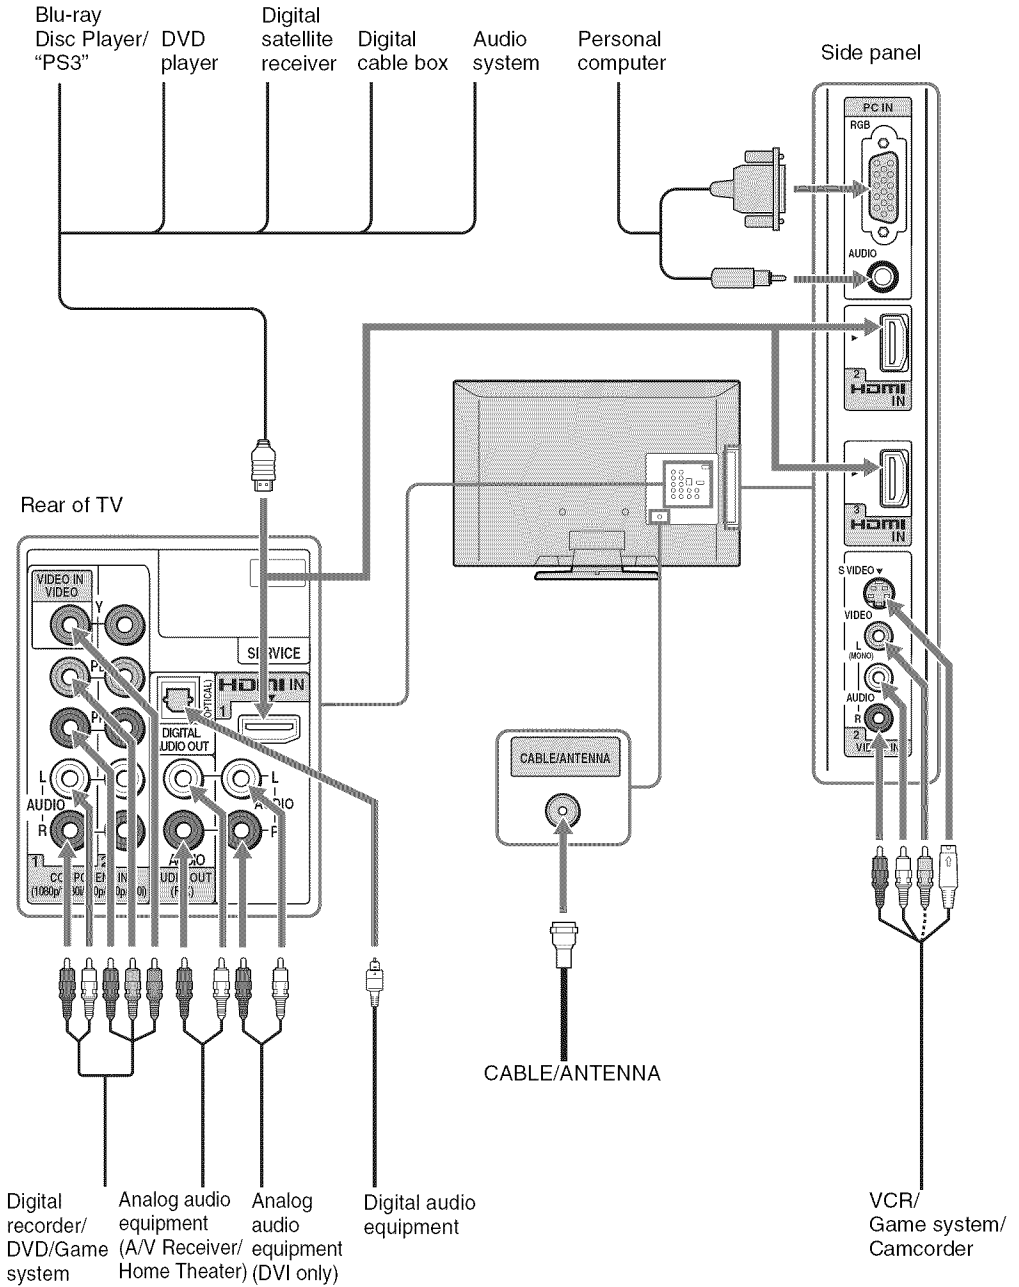 Blu-ray
Disc Player/
“PS3”
DVD
player
Digital
satellite
receiver
Digital
cable box
Audio
system
Personal
computer
Side panel
PC IN
RGB
AUDIO
2
HDMI
IN
3
HDMI
IN
S VIDEO
VIDEO
L
(MONO)
AUDIO
R
2
Rear of TV
VIDEO IN
VIDEO
Y
SERVICE
HDMI IN
1
(OPTICAL)
DIGITAL
L
AUDIO
R
L
1
2
CABLE/ANTENNA
CABLE/ANTENNA
Digital
recorder/
DVD/Game
system
Analog audio
equipment
(A/V Receiver/
Home Theater)
Analog
audio
equipment
(DVI only)
Digital audio
equipment
VCR/
Game system/
Camcorder